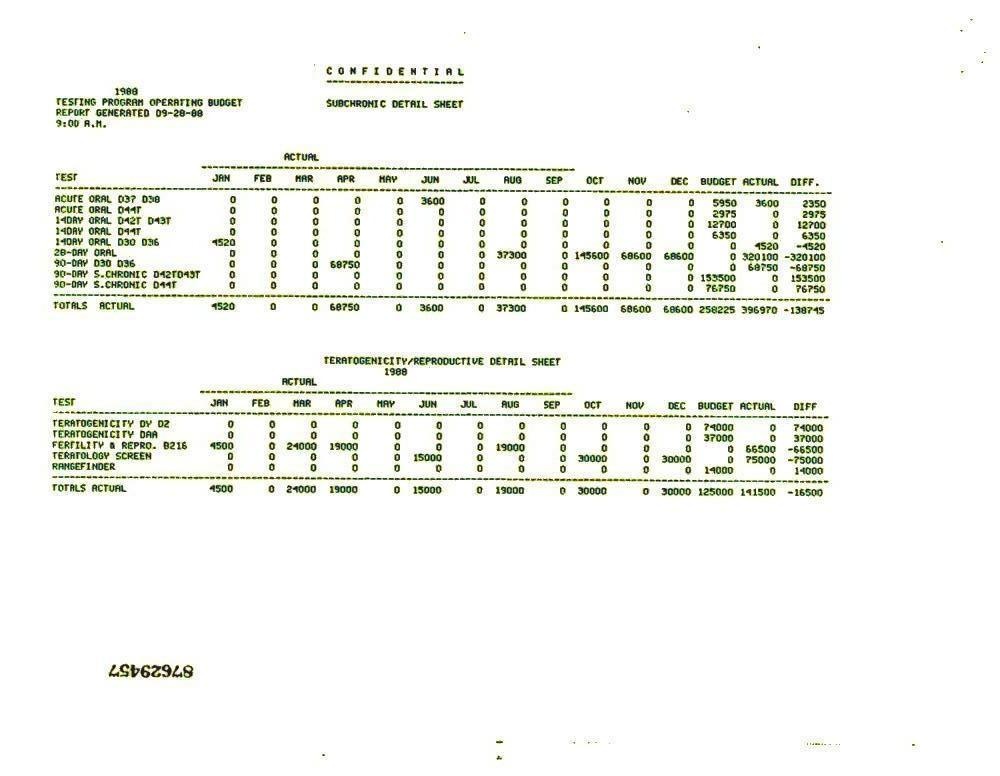 CONFIDENTIAL
1988
TESTING PROGRAM OPERATING BUDGET SUBCHRONIC DETAIL SHEET
REPORT GENERATED 09-28-88
9:00 A.M.
ACTUAL
TEST JAN FEB MAR APR MAY JUN JUL AUG SEP OCT NOV DEC BUDGET ACTUAL DIFF.
ACUTE ORAL D37 D38 0 0 0 0 0 3600 0 0 0 0 0 0 5950 3600 2350
ACUTE ORAL D44T 0 0 0 0 0 0 0 0 0 0 0 0 2975 0 2975
14DAY ORAL D42T D43T 0 0 0 0 0 0 0 0 0 0 0 0 12700 0 12700
14DAY ORAL D44T 0 0 0 0 0 0 0 0 0 0 0 0 6350 0 6350
14DAY ORAL D30 D36 4520 0 0 0 0 0 0 0 0 0 0 0 0 4520 -4520
28-DAY ORAL 0 0 0 0 0 0 0 37300 0 145600 68600 68600 0 320100 -320100
90-DAY D30 D36 0 0 0 68750 0 0 0 0 0 0 0 0 0 68750 -68750
90-DAY S.CHRONIC D42TD43T 0 0 0 0 0 0 0 0 0 0 0 0 153500 0 153500
90-DAY S.CHRONIC D44T 0 0 0 0 0 0 0 0 0 0 0 0 76750 0 76750
TOTALS ACTUAL 4520 0 0 68750 0 3600 0 37300 0 145600 68600 68600 258225 396970 -138745
TERATOGENICITY/REPRODUCTIVE DETAIL SHEET
1988
ACTUAL
TEST JAN FEB MAR APR MAY JUN JUL AUG SEP OCT NOV DEC BUDGET ACTUAL DIFF
TERATOGENICITY DY DZ 0 0 0 0 0 0 0 0 0 0 0 0 74000 0 74000
TERATOGENICITY DAA 0 0 0 0 0 0 0 0 0 0 0 0 37000 0 37000
FERTILITY & REPRO. B216 4500 0 24000 19000 0 0 0 19000 0 0 0 0 0 66500 -66500
TERATOLOGY SCREEN 0 0 0 0 0 15000 0 0 0 30000 0 30000 0 75000 -75000
RANGEFINDER 0 0 0 0 0 0 0 0 0 0 0 0 14000 0 14000
TOTALS ACTUAL 4500 0 24000 19000 0 15000 0 19000 0 30000 0 30000 125000 141500 -16500
87629457